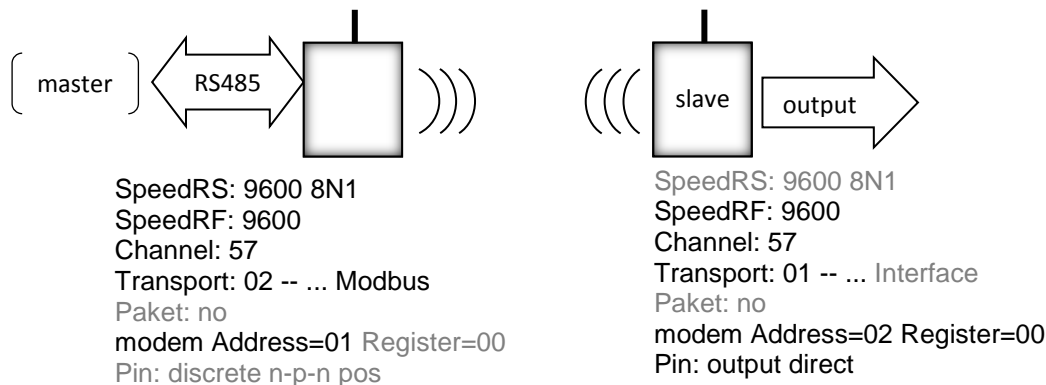 master
RS485
slave
output
SpeedRS: 9600 8N1
SpeedRF: 9600
Channel: 57
Transport: 02 -- ... Modbus
Paket: no
modem Address=01 Register=00
Pin: discrete n-p-n pos
SpeedRS: 9600 8N1
SpeedRF: 9600
Channel: 57
Transport: 01 -- ... Interface
Paket: no
modem Address=02 Register=00
Pin: output direct